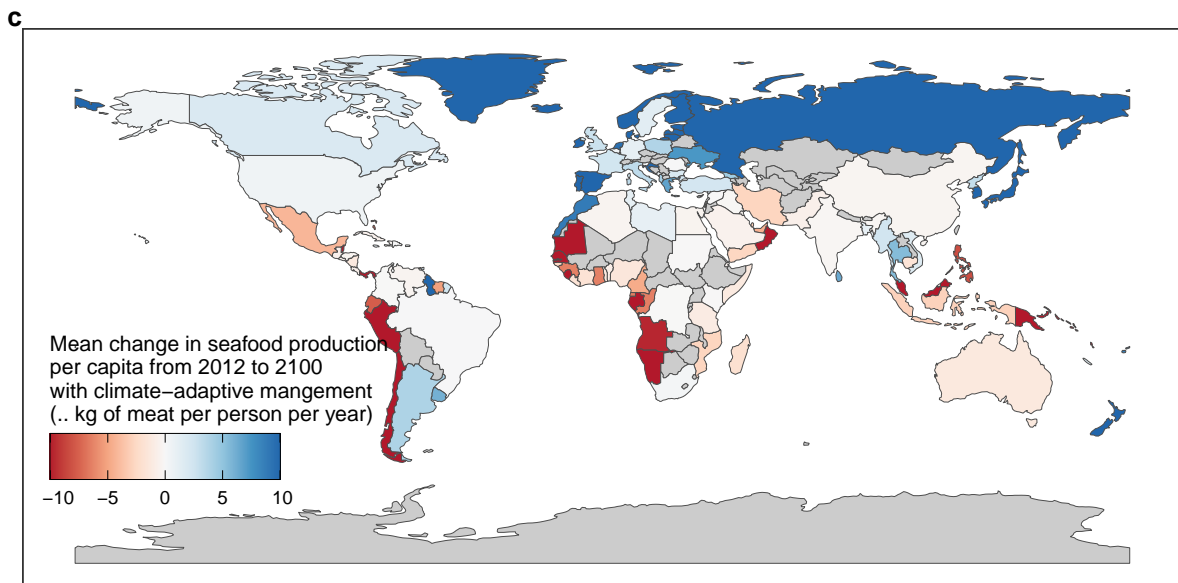 c
Mean change in seafood production
per capita from 2012 to 2100
with climate−adaptive mangement
(.. kg of meat per person per year)
−10 −5 0 5 10